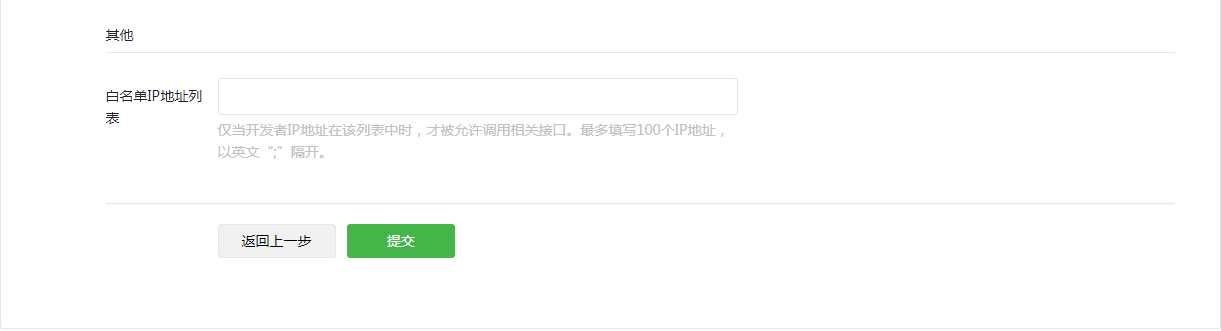 其他
白名单IP地址列
表
仅当开发者IP地址在该列表中时，才被允许调用相关接口。最多填写100个IP地址，
以英文“;”隔开。
返回上一步
提交